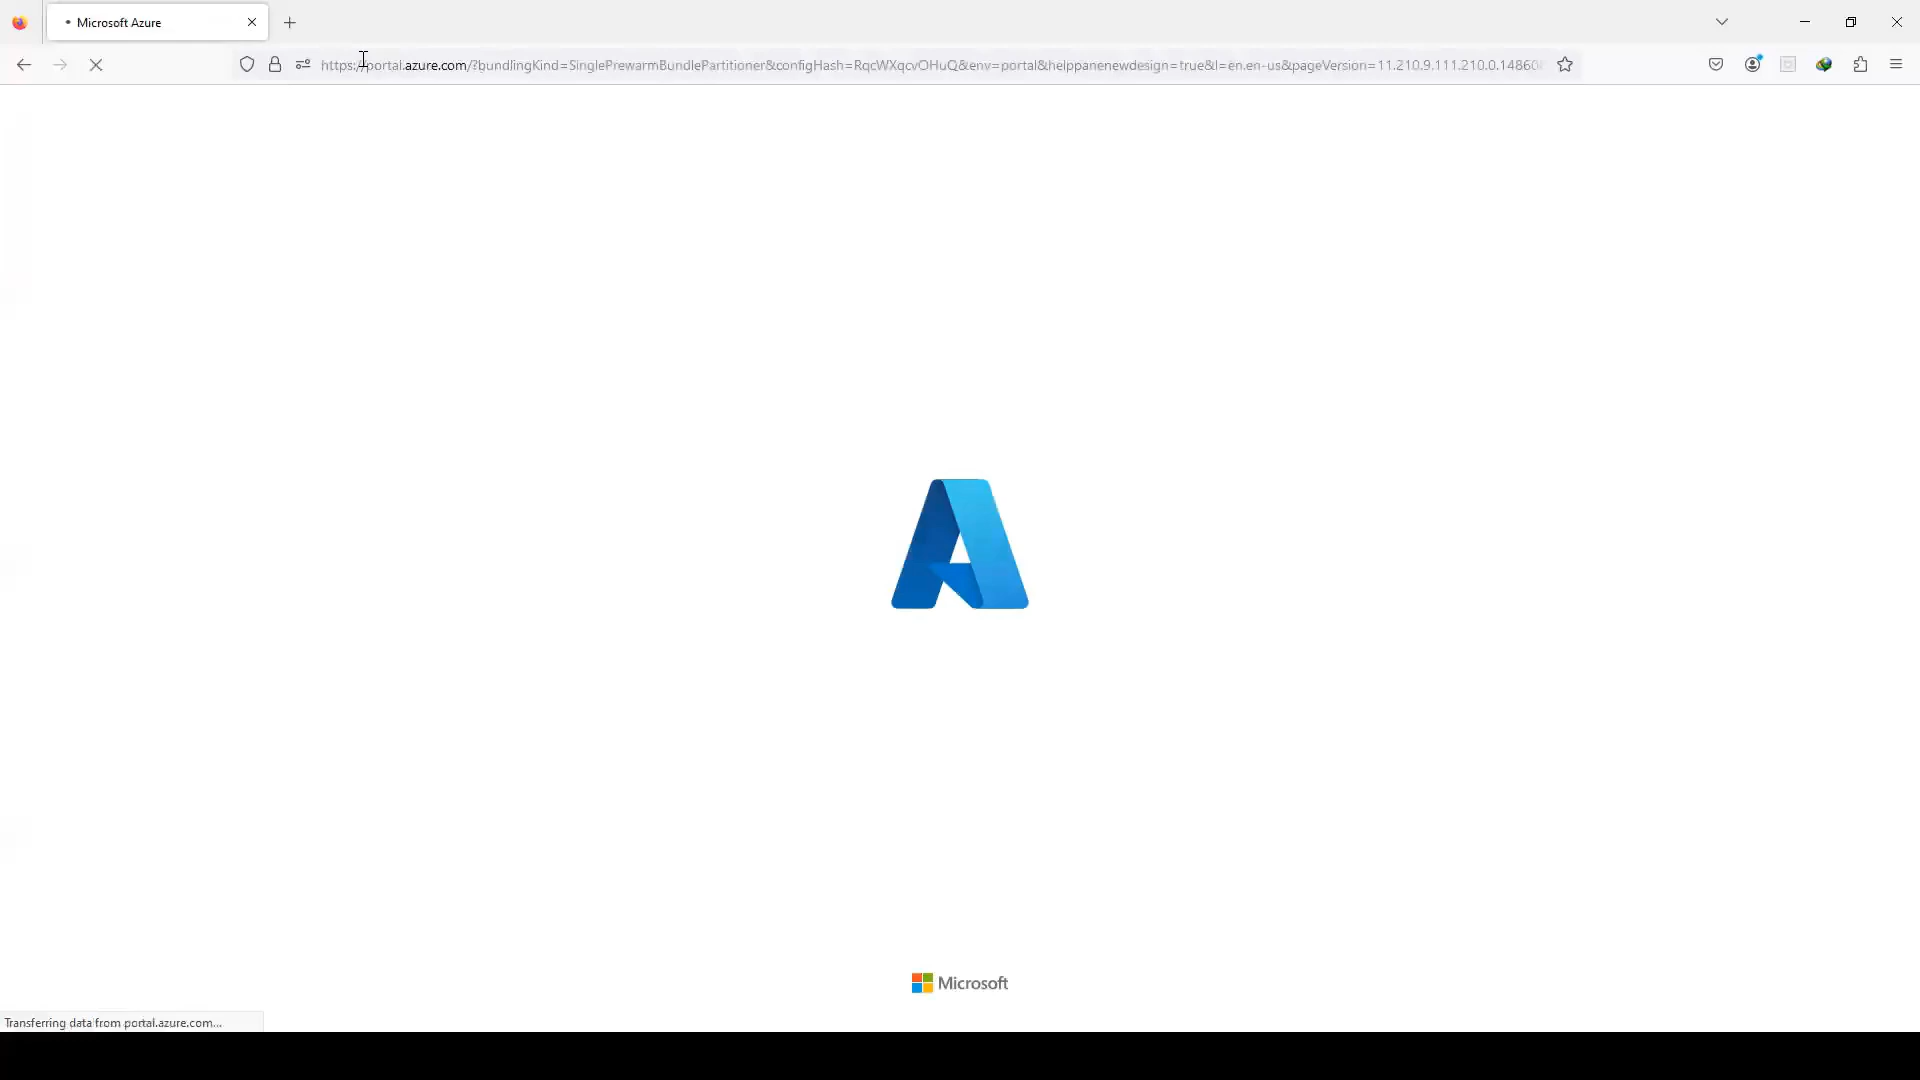 Microsoft Azure
https://portal.azure.com/?bundlingKind=SinglePrewarmBundlePartitioner&configHash=RqcWXqcvOHuQ&env=portal&helppanenewdesign=true&l=en.en-us&pageVersion=11.210.9.111.210.0.14860
Microsoft
Transferring data from portal.azure.com...